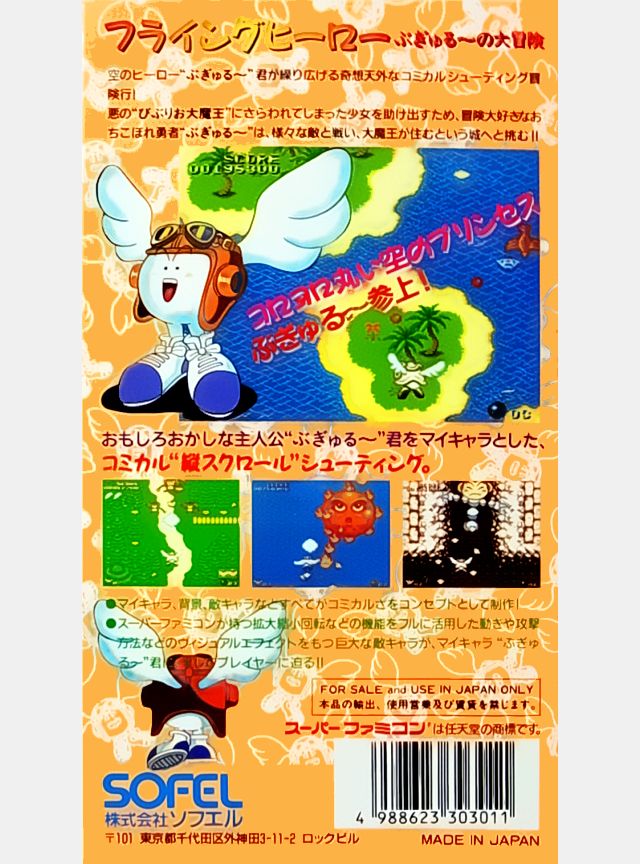 フライングヒーロー ぶぎゅる〜の大冒険
空のヒーロー“ぶぎゅる〜”君が繰り広げる奇想天外なコミカルシューティング冒
険行!
悪の“びぶりお大魔王”にさらわれてしまった少女を助け出すため、冒険大好きなお
ちこぼれ勇者“ぶぎゅる〜”は、様々な敵と戦い、大魔王が住むという城へと挑む!!
SCORE
00195300
コロコロ丸い空のプリンセス
ぶぎゅる〜参上!
おもしろおかしな主人公“ぶぎゅる〜”君をマイキャラとした、
コミカル“縦スクロール”シューティング。
●マイキャラ、背景、敵キャラなどすべてがコミカルさをコンセプトとして制作!
●スーパーファミコンが持つ拡大縮小回転などの機能をフルに活用した動きや攻撃
方法などのヴィジュアルエフェクトをもつ巨大な敵キャラが、マイキャラ“ぶぎゅ
る〜”君 プレイヤーに迫る!!
FOR SALE and USE IN JAPAN ONLY
本品の輸出、使用営業及び賃貸を禁じます。
スーパーファミコンは任天堂の商標です。
SOFEL
株式会社ソフエル
4 988623 303011
〒101 東京都千代田区外神田3-11-2 ロックビル
MADE IN JAPAN